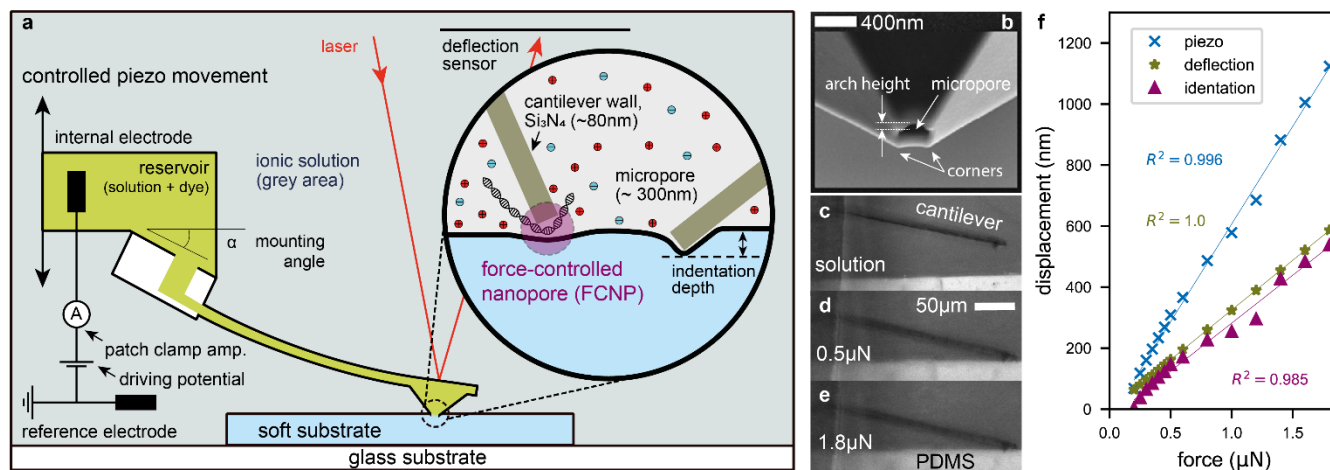 a
laser
deflection
sensor
controlled piezo movement
internal electrode
reservoir
(solution + dye)
ionic solution
(grey area)
cantilever wall,
Si₃N₄ (~80nm)
micropore
(~ 300nm)
α
mounting
angle
indentation
depth
force-controlled
nanopore (FCNP)
A
patch clamp amp.
driving potential
reference electrode
soft substrate
glass substrate
400nm
b
arch height
micropore
corners
c
cantilever
solution
d
50µm
0.5µN
e
1.8µN
PDMS
f
displacement (nm)
1200
1000
800
600
400
200
0
piezo
deflection
identation
R² = 0.996
R² = 1.0
R² = 0.985
0.0
0.5
1.0
1.5
force (µN)